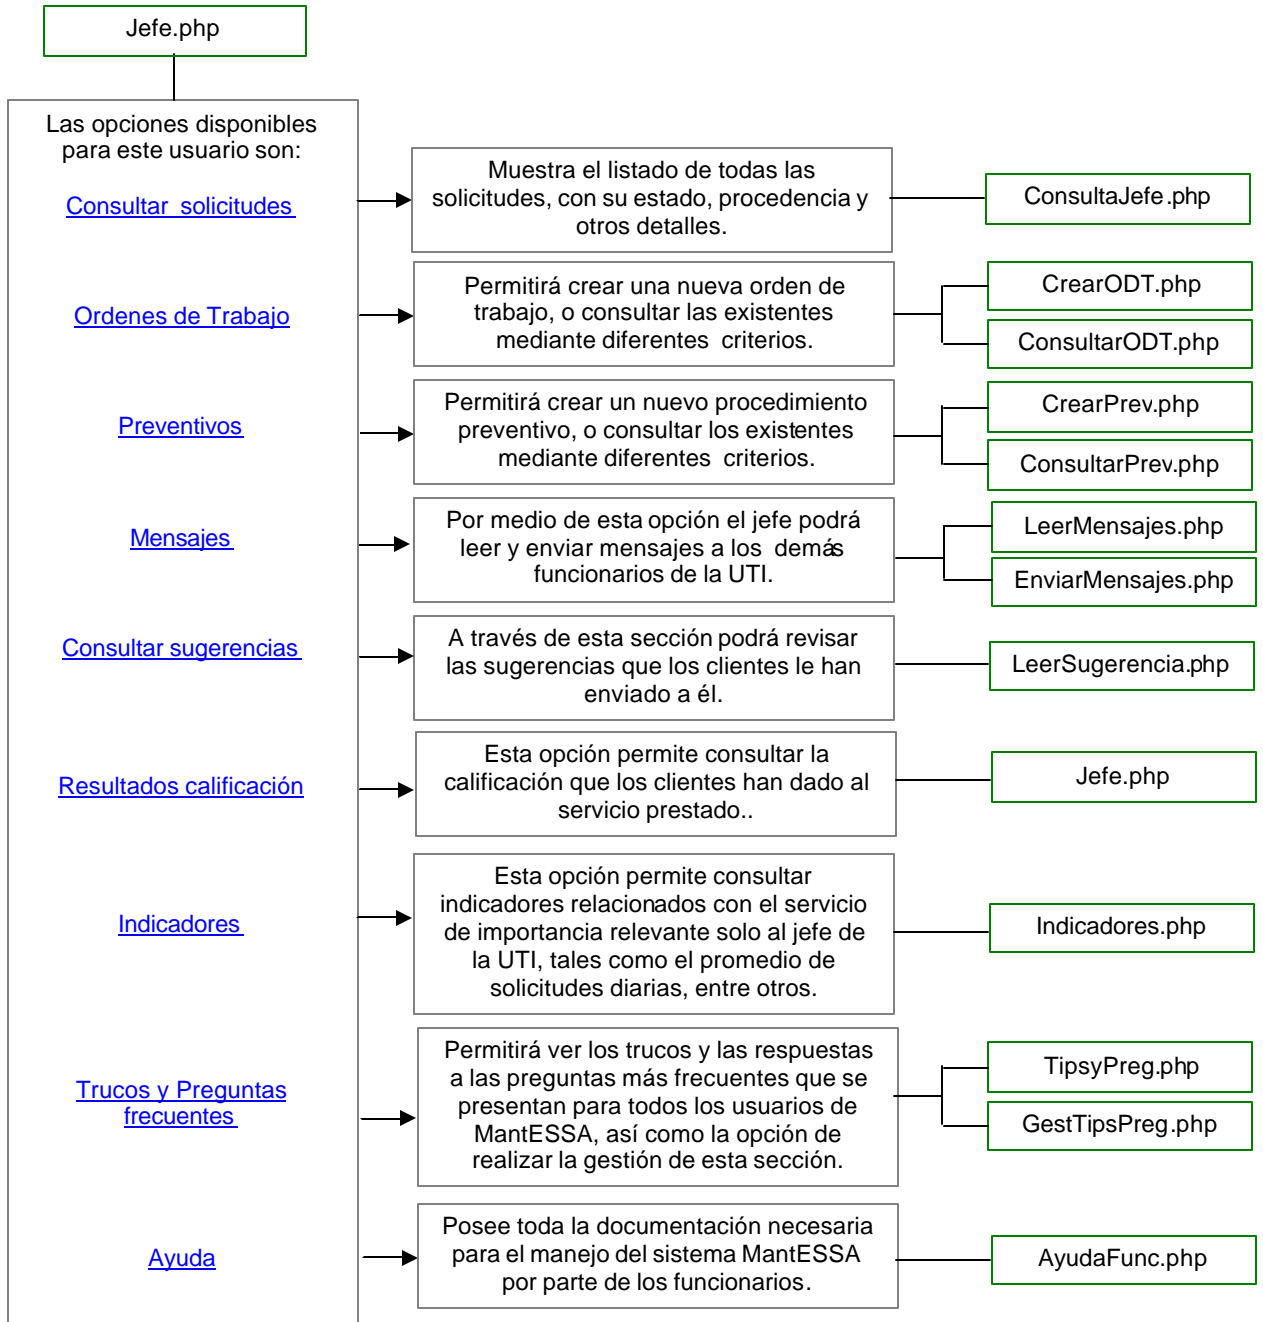 Jefe.php
Las opciones disponibles
para este usuario son:
Consultar solicitudes
Muestra el listado de todas las
solicitudes, con su estado, procedencia y
otros detalles.
ConsultaJefe.php
Ordenes de Trabajo
Permitirá crear una nueva orden de
trabajo, o consultar las existentes
mediante diferentes criterios.
CrearODT.php
ConsultarODT.php
Preventivos
Permitirá crear un nuevo procedimiento
preventivo, o consultar los existentes
mediante diferentes criterios.
CrearPrev.php
ConsultarPrev.php
Mensajes
Por medio de esta opción el jefe podrá
leer y enviar mensajes a los demás
funcionarios de la UTI.
LeerMensajes.php
EnviarMensajes.php
Consultar sugerencias
A través de esta sección podrá revisar
las sugerencias que los clientes le han
enviado a él.
LeerSugerencia.php
Resultados calificación
Esta opción permite consultar la
calificación que los clientes han dado al
servicio prestado..
Jefe.php
Indicadores
Esta opción permite consultar
indicadores relacionados con el servicio
de importancia relevante solo al jefe de
la UTI, tales como el promedio de
solicitudes diarias, entre otros.
Indicadores.php
Trucos y Preguntas
frecuentes
Permitirá ver los trucos y las respuestas
a las preguntas más frecuentes que se
presentan para todos los usuarios de
MantESSA, así como la opción de
realizar la gestión de esta sección.
TipsyPreg.php
GestTipsPreg.php
Ayuda
Posee toda la documentación necesaria
para el manejo del sistema MantESSA
por parte de los funcionarios.
AyudaFunc.php